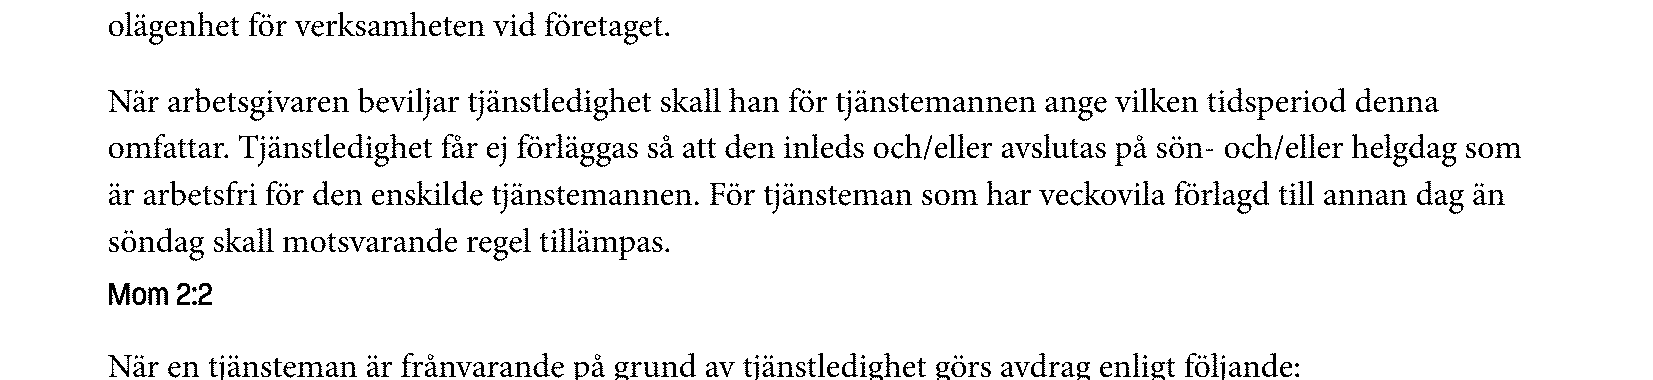 olägenhet för verksamheten vid företaget.
När arbetsgivaren beviljar tjänstledighet skall han för tjänstemannen ange vilken tidsperiod denna
omfattar. Tjänstledighet får ej förläggas så att den inleds och/eller avslutas på sön- och/eller helgdag som
är arbetsfri för den enskilde tjänstemannen. För tjänsteman som har veckovila förlagd till annan dag än
söndag skall motsvarande regel tillämpas.
Mom 2:2
När en tjänsteman är frånvarande på grund av tjänstledighet görs avdrag enligt följande: